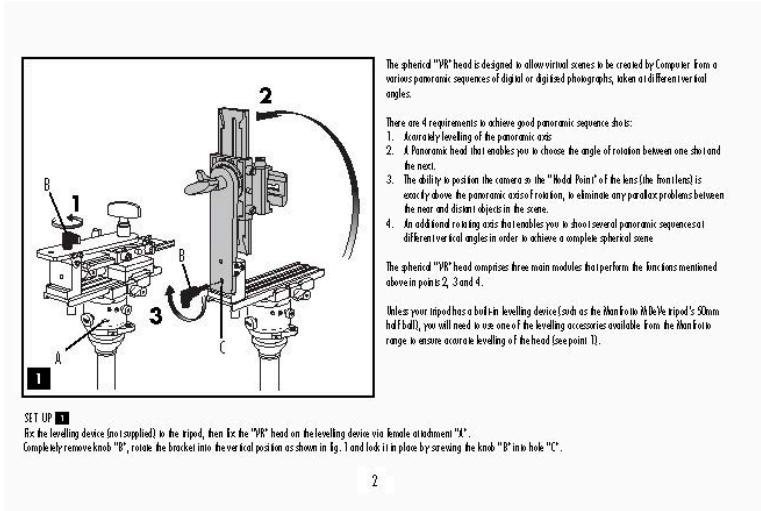 The spherical "VR" head is designed to allow virtual scenes to be created by Computer from a
various panoramic sequences of digital or digitised photographs, taken at different vertical
angles.
There are 4 requirements to achieve good panoramic sequence shots:
1. Accurately levelling of the panoramic axis
2. A Panoramic head that enables you to choose the angle of rotation between one shot and
the next.
3. The ability to position the camera so the "Nodal Point" of the lens (the front lens) is
exactly above the panoramic axis of rotation, to eliminate any parallax problems between
the near and distant objects in the scene.
4. An additional rotating axis that enables you to shoot several panoramic sequences at
different vertical angles in order to achieve a complete spherical scene
The spherical "VR" head comprises three main modules that perform the functions mentioned
above in points 2, 3 and 4.
Unless your tripod has a built-in levelling device (such as the Manfrotto MDeVe tripod's 50mm
half ball), you will need to use one of the levelling accessories available from the Manfrotto
range to ensure accurate levelling of the head (see point 1).
B
1
2
B
3
A
C
1
SET UP 1
Fix the levelling device (not supplied) to the tripod, then fix the "VR" head on the levelling device via female attachment "A".
Completely remove knob "B", rotate the bracket into the vertical position as shown in fig. 1 and lock it in place by screwing the knob "B" into hole "C".
2